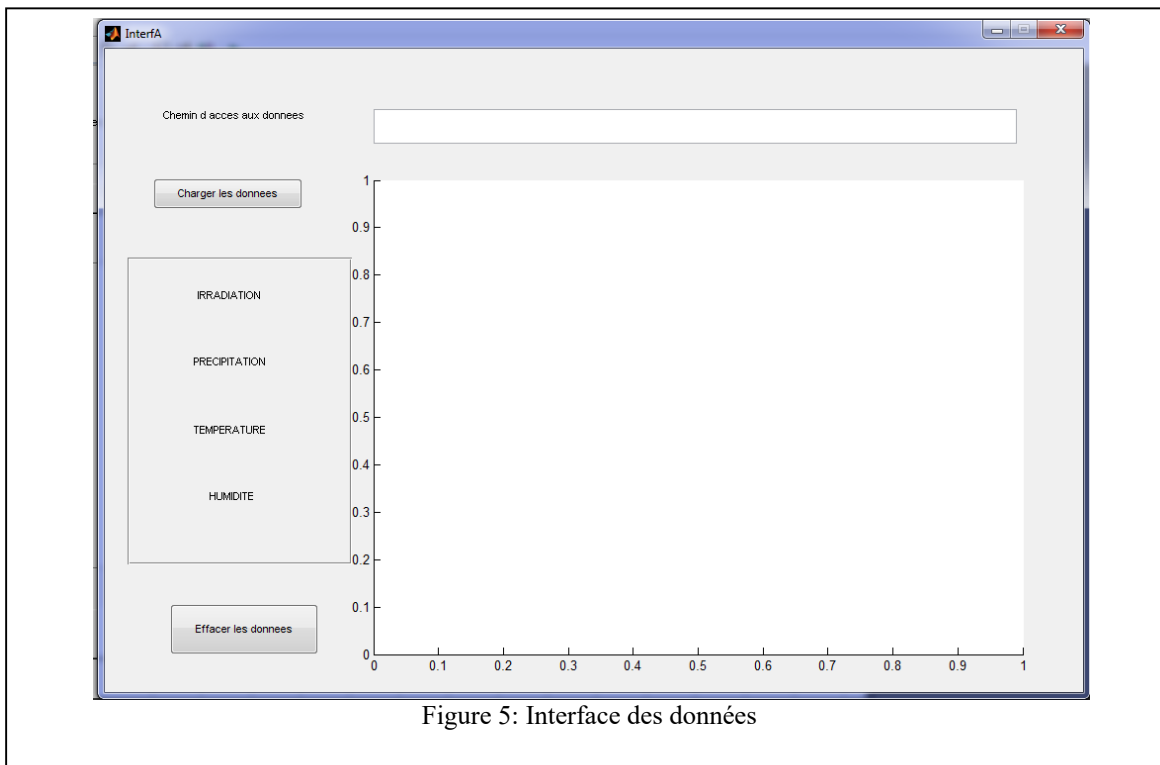 InterfA
Chemin d acces aux donnees
Charger les donnees
IRRADIATION
PRECIPITATION
TEMPERATURE
HUMIDITE
Effacer les donnees
1
0.9
0.8
0.7
0.6
0.5
0.4
0.3
0.2
0.1
0
0 0.1 0.2 0.3 0.4 0.5 0.6 0.7 0.8 0.9 1
Figure 5: Interface des données